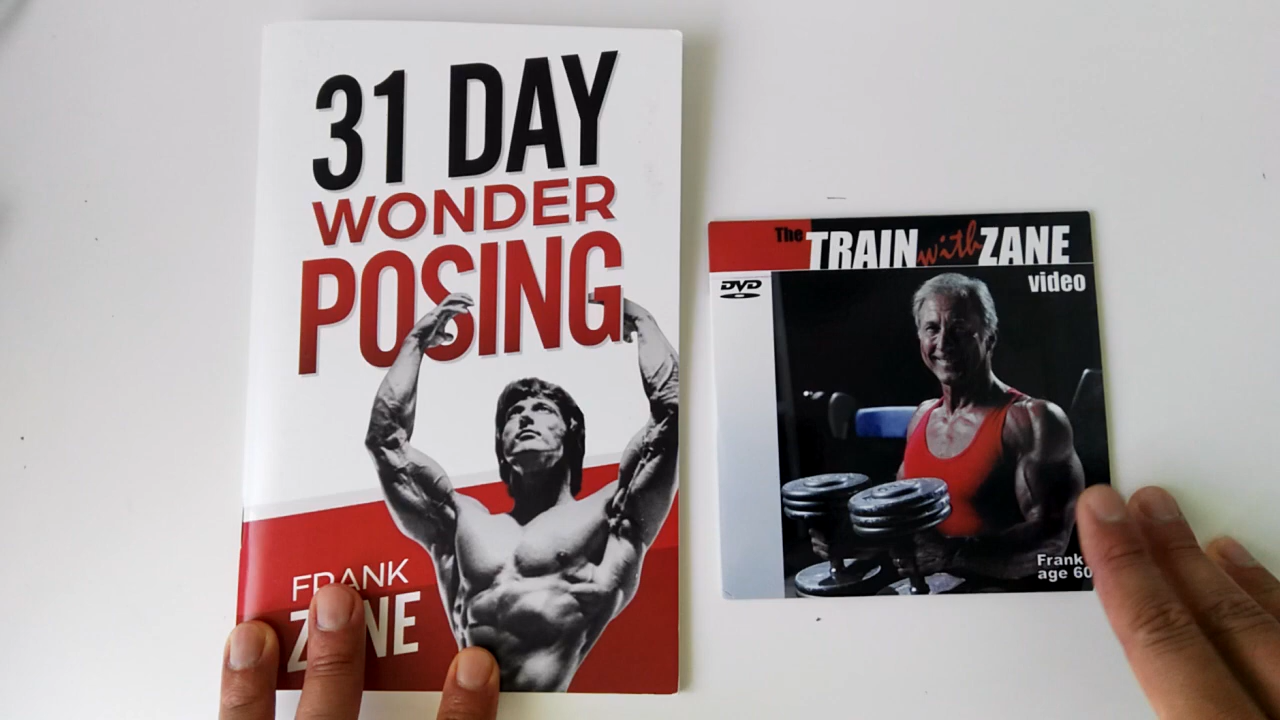 31 DAY
WONDER
POSING
FRANK
ZANE
The TRAIN with ZANE
video
DVD
Frank
age 60